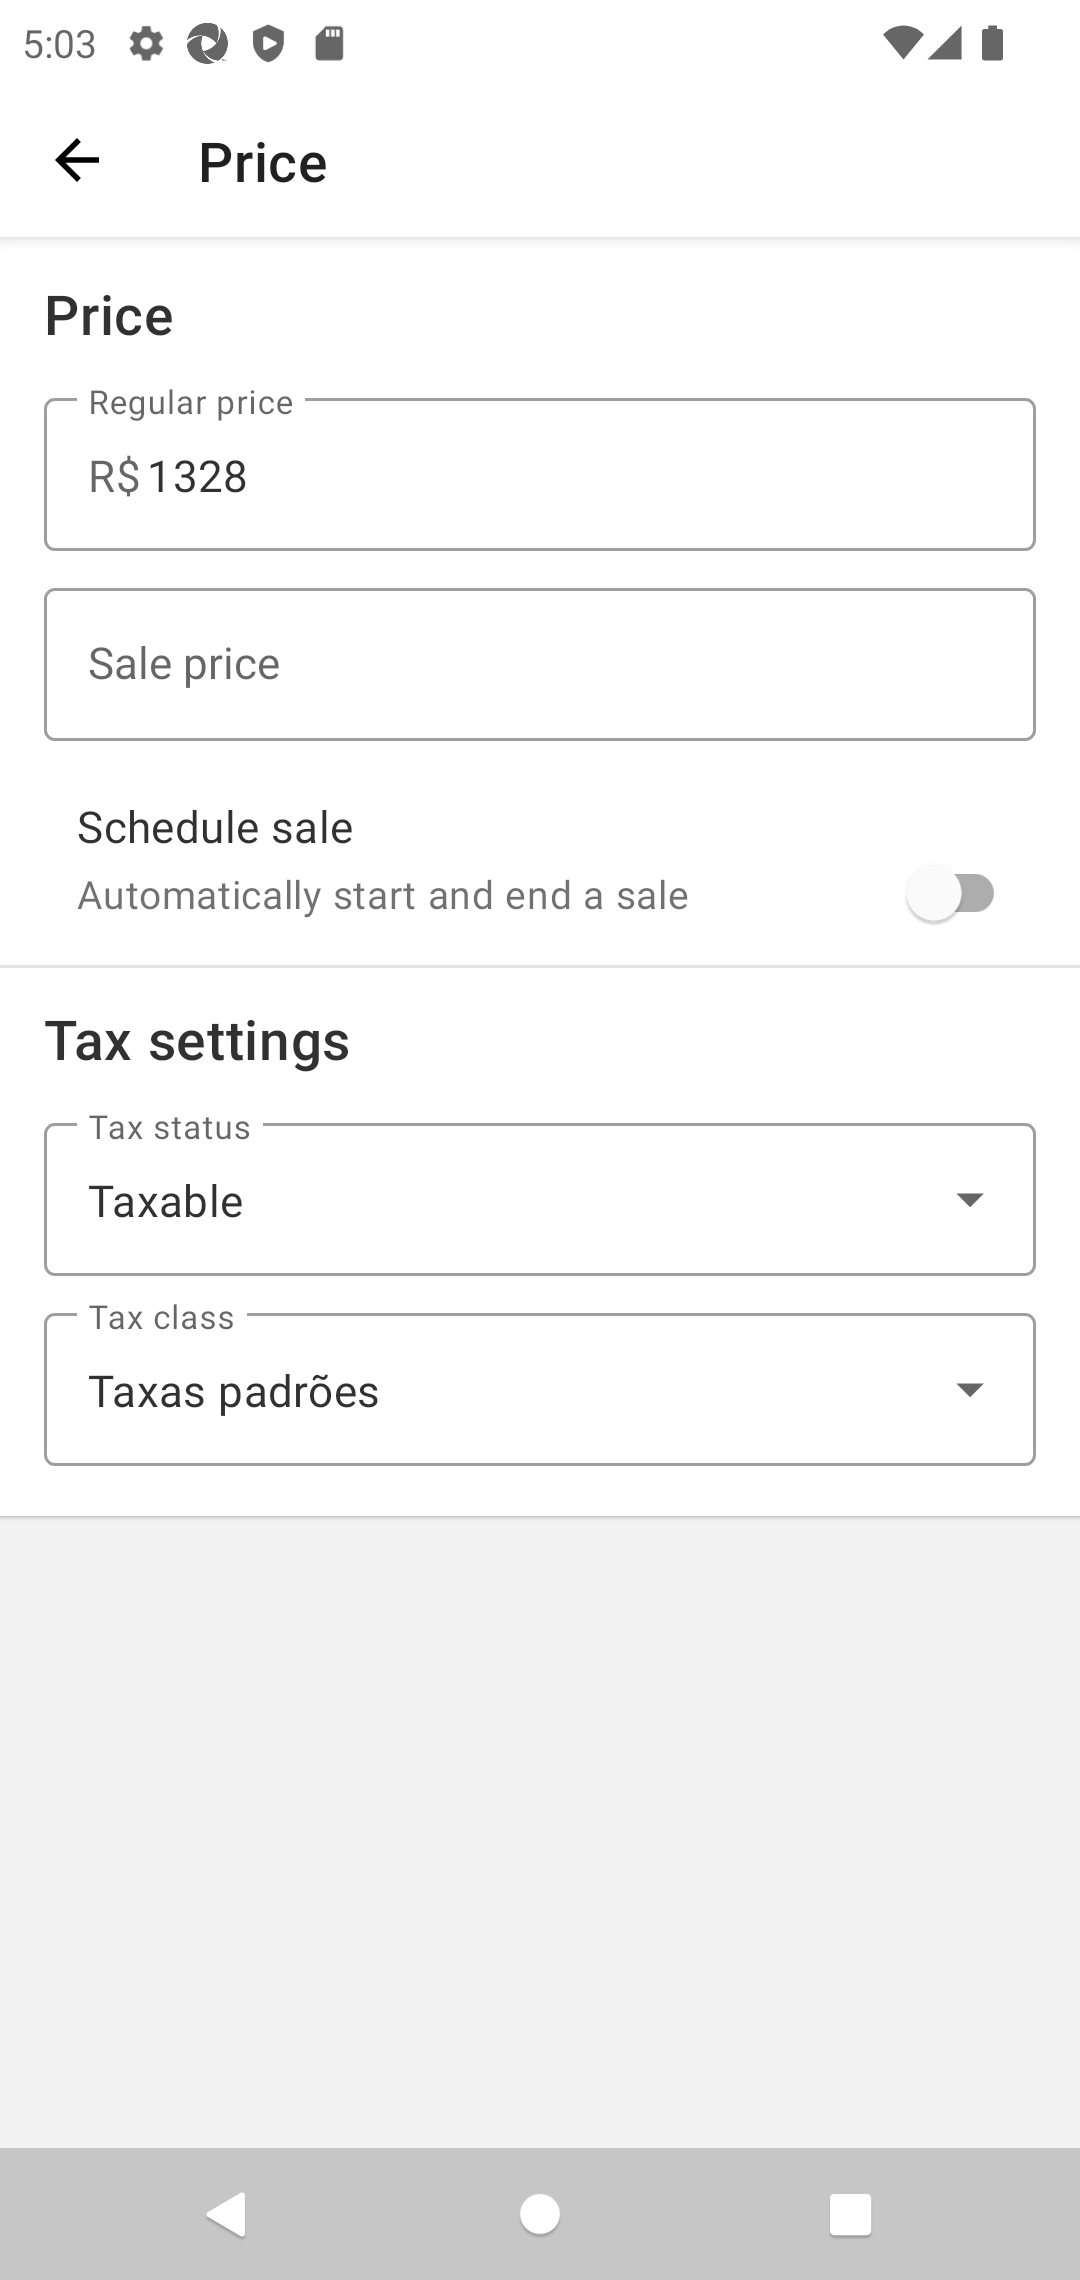 5:03
Price
Price
Regular price
R$ 1328
Sale price
Schedule sale
Automatically start and end a sale
Tax settings
Tax status
Taxable
Tax class
Taxas padrões